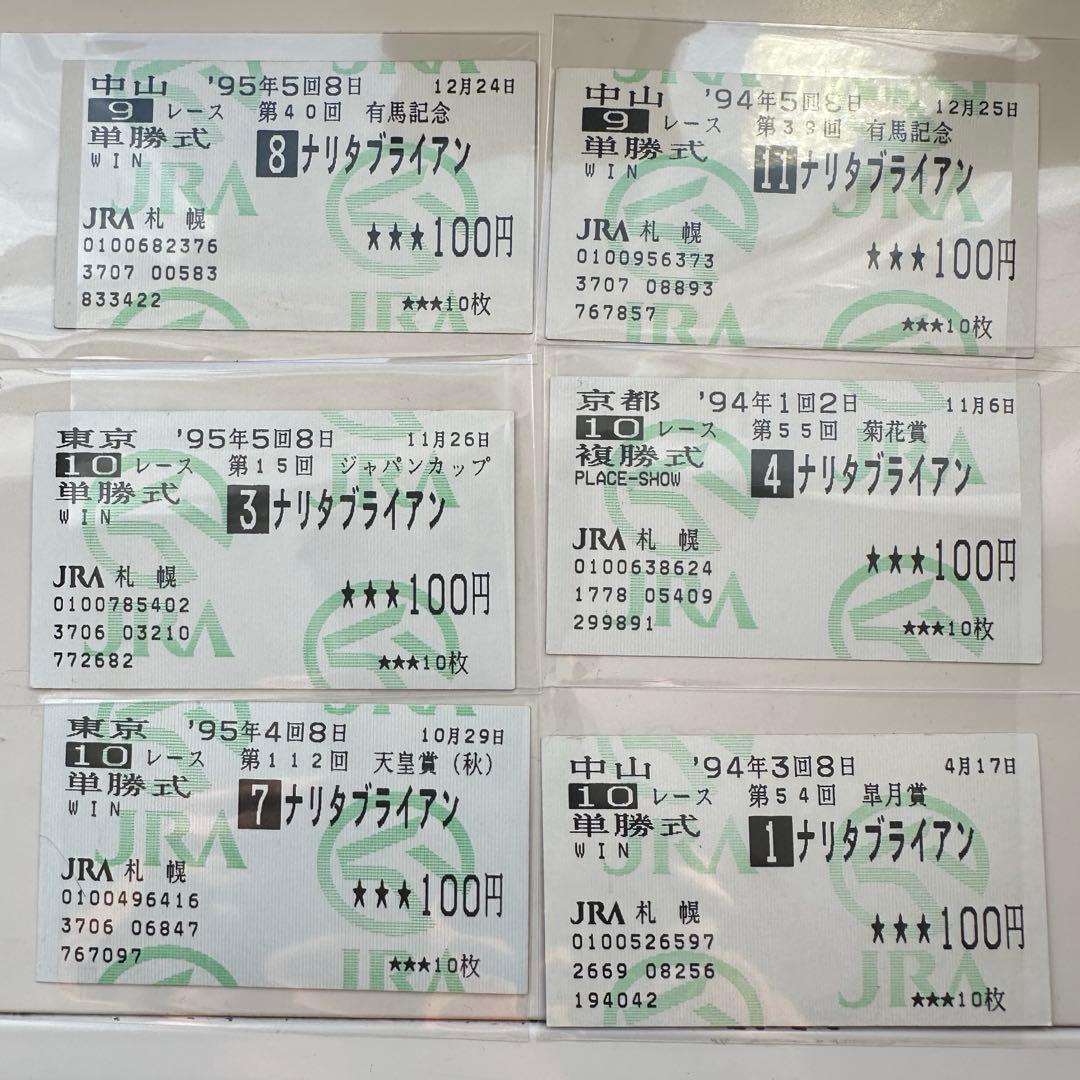 中山 '95年5回8日 12月24日
9 レース 第40回 有馬記念
単勝式
WIN
8 ナリタブライアン
JRA 札幌
0100682376
★★★100円
3707 00583
833422
★★★10枚
中山 '94年5回8日 12月25日
9 レース 第39回 有馬記念
単勝式
WIN
11 ナリタブライアン
JRA 札幌
0100956373
★★★100円
3707 08893
767857
★★★10枚
東京 '95年5回8日 11月26日
10 レース 第15回 ジャパンカップ
単勝式
WIN
3 ナリタブライアン
JRA 札幌
0100785402
★★★100円
3706 03210
772682
★★★10枚
京都 '94年1回2日 11月6日
10 レース 第55回 菊花賞
複勝式
PLACE-SHOW
4 ナリタブライアン
JRA 札幌
0100638624
★★★100円
1778 05409
299891
★★★10枚
東京 '95年4回8日 10月29日
10 レース 第112回 天皇賞(秋)
単勝式
WIN
7 ナリタブライアン
JRA 札幌
0100496416
★★★100円
3706 06847
767097
★★★10枚
中山 '94年3回8日 4月17日
10 レース 第54回 皐月賞
単勝式
WIN
1 ナリタブライアン
JRA 札幌
0100526597
★★★100円
2669 08256
194042
★★★10枚